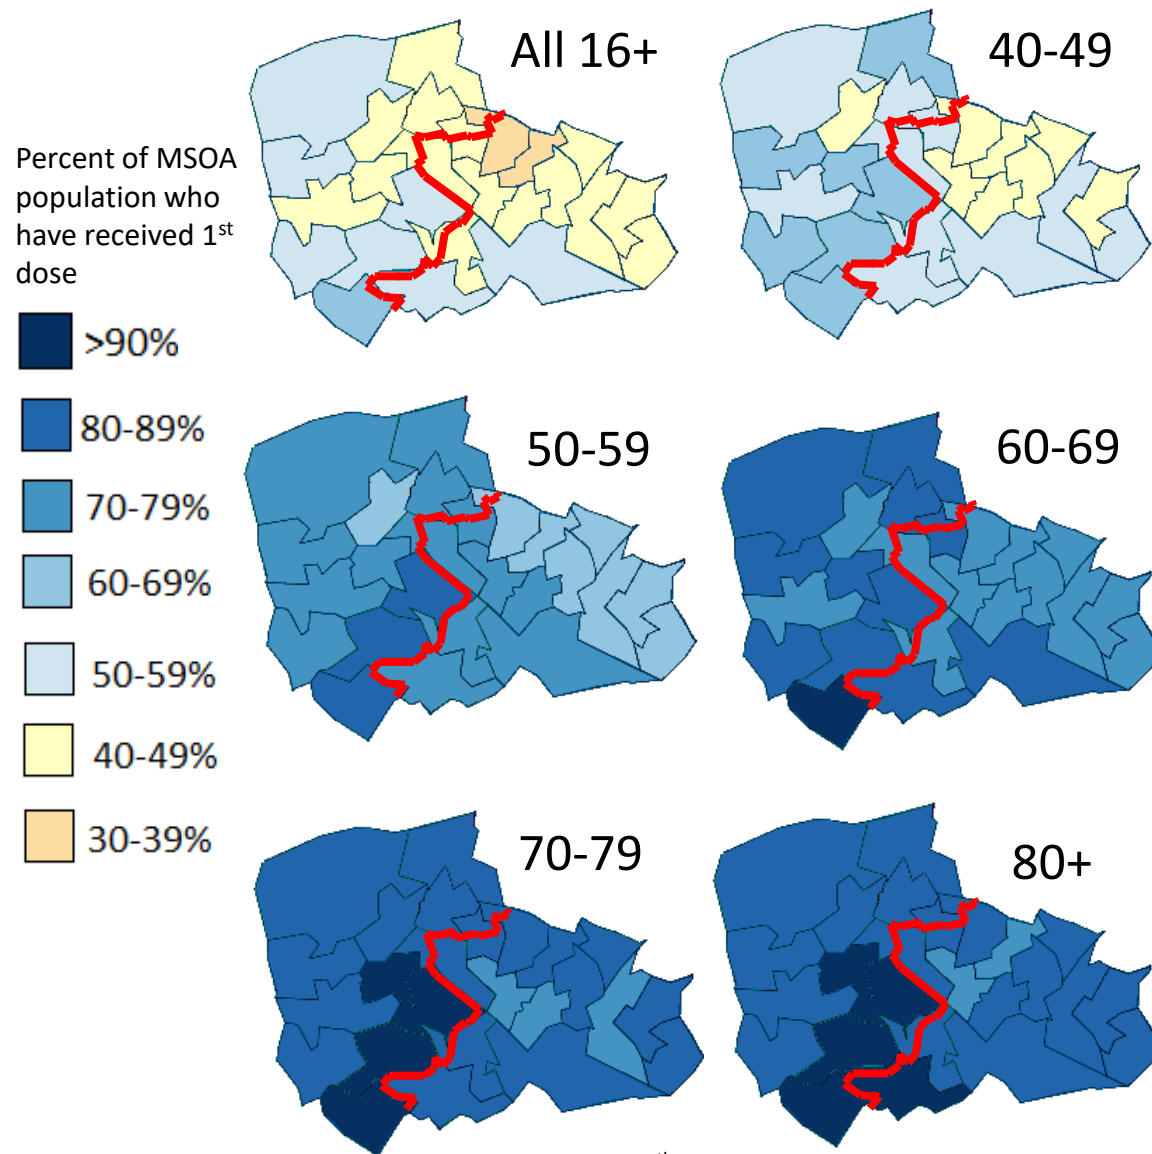 All 16+
40-49
Percent of MSOA
population who
have received 1st
dose
>90%
80-89%
70-79%
60-69%
50-59%
40-49%
30-39%
50-59
60-69
70-79
80+
th